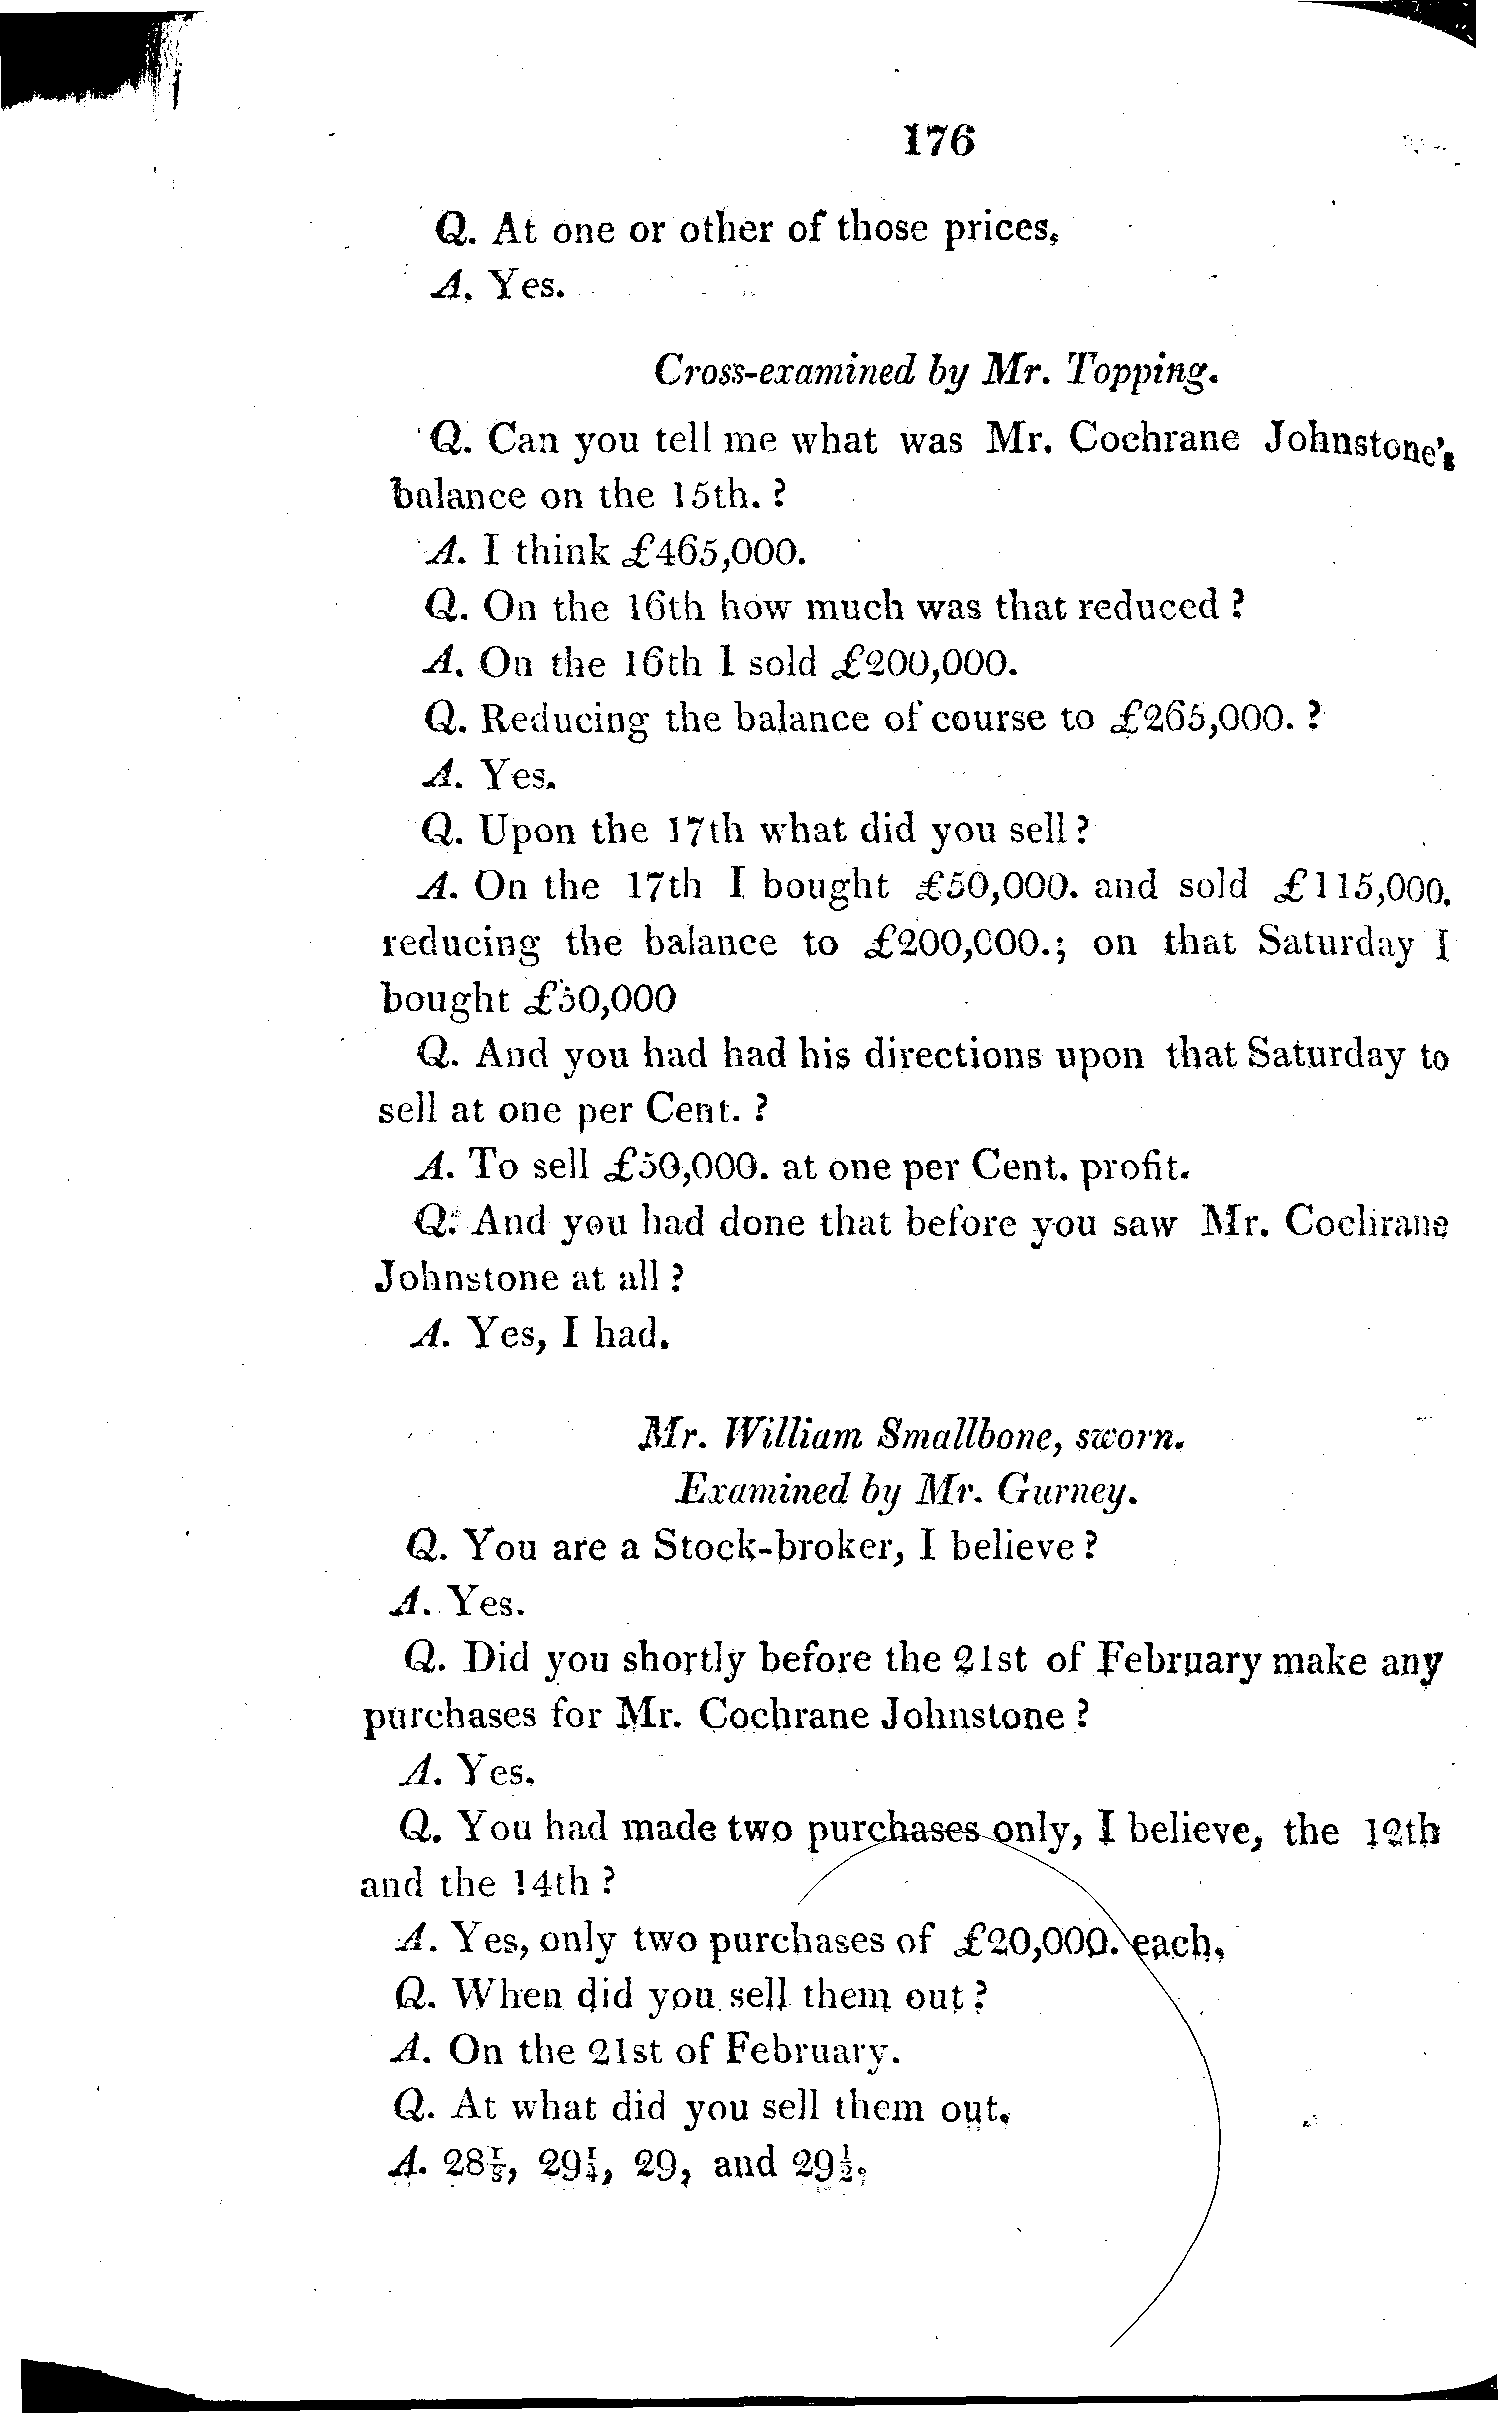 176
Q. At one or other of those prices,
A. Yes.
Cross-examined by Mr. Topping.
Q. Can you tell me what was Mr. Cochrane Johnstone's
balance on the 15th. ?
A. I think £465,000.
Q. On the 16th how much was that reduced ?
A. On the 16th I sold £200,000.
Q. Reducing the balance of course to £265,000. ?
A. Yes.
Q. Upon the 17th what did you sell ?
A. On the 17th I bought £50,000. and sold £115,000.
reducing the balance to £200,000.; on that Saturday I
bought £50,000
Q. And you had had his directions upon that Saturday to
sell at one per Cent. ?
A. To sell £50,000. at one per Cent. profit.
Q. And you had done that before you saw Mr. Cochrane
Johnstone at all ?
A. Yes, I had.
Mr. William Smallbone, sworn.
Examined by Mr. Gurney.
Q. You are a Stock-broker, I believe ?
A. Yes.
Q. Did you shortly before the 21st of February make any
purchases for Mr. Cochrane Johnstone ?
A. Yes.
Q. You had made two purchases only, I believe, the 12th
and the 14th ?
A. Yes, only two purchases of £20,000. each.
Q. When did you sell them out ?
A. On the 21st of February.
Q. At what did you sell them out.
A. 28⅞, 29¼, 29, and 29½.